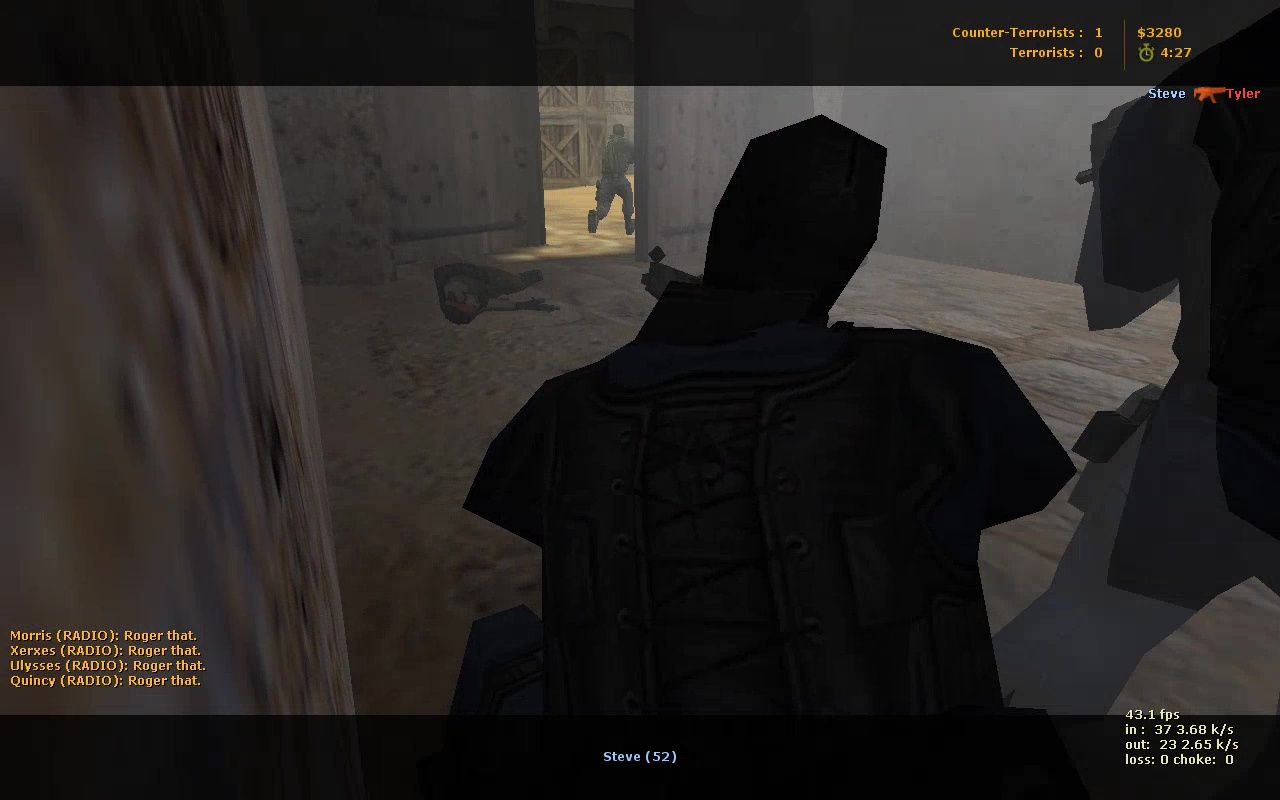 Counter-Terrorists : 1 $3280
Terrorists : 0 4:27
Steve Tyler
Morris (RADIO): Roger that.
Xerxes (RADIO): Roger that.
Ulysses (RADIO): Roger that.
Quincy (RADIO): Roger that.
43.1 fps
in : 37 3.68 k/s
out: 23 2.65 k/s
loss: 0 choke: 0
Steve (52)